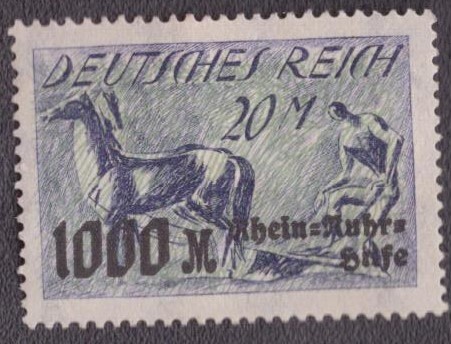 DEUTSCHES REICH
20 M
1000 M Rhein=Ruhr=
Hilfe